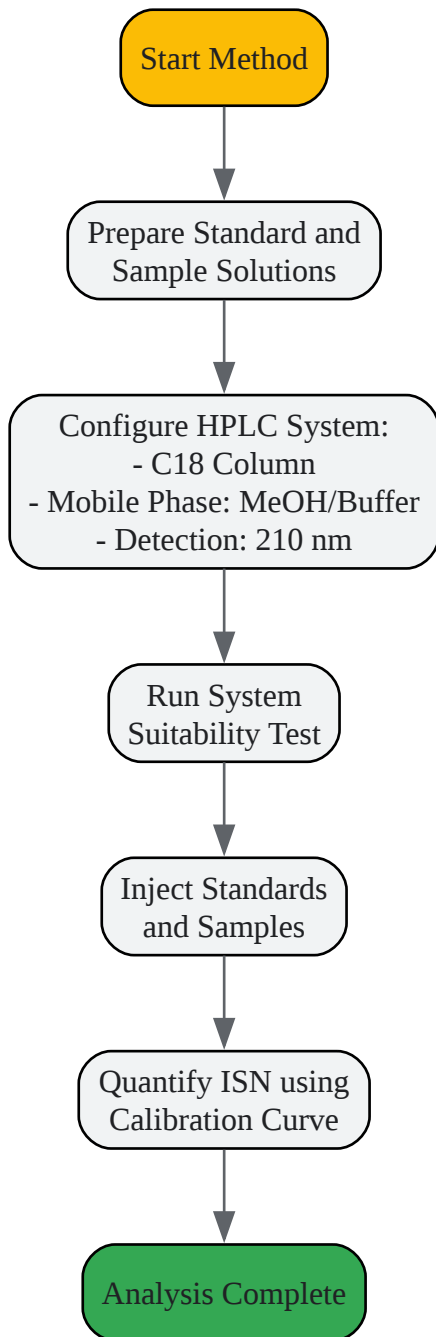 Start Method
Prepare Standard and
Sample Solutions
Configure HPLC System:
- C18 Column
- Mobile Phase: MeOH/Buffer
- Detection: 210 nm
Run System
Suitability Test
Inject Standards
and Samples
Quantify ISN using
Calibration Curve
Analysis Complete